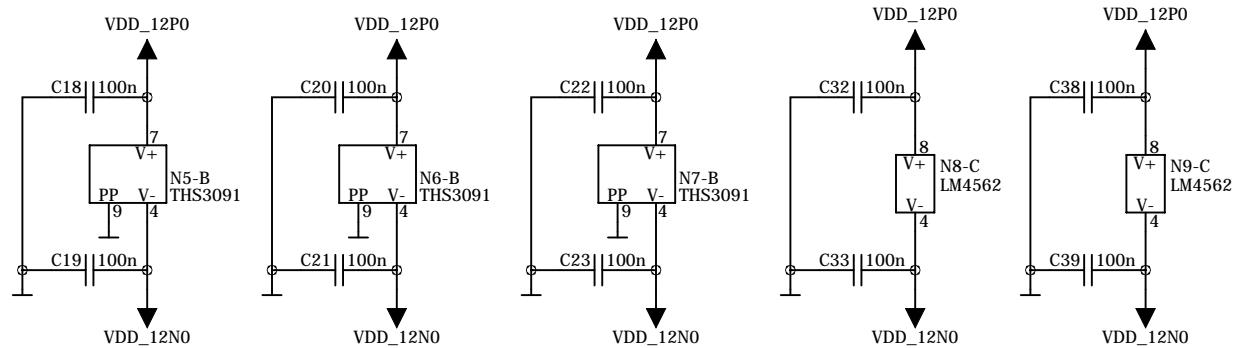 VDD_12P0 VDD_12P0 VDD_12P0 VDD_12P0 VDD_12P0
C18 100n C20 100n C22 100n C32 100n C38 100n
7 7 7 8 8
V+ V+ V+ V+ V+
N5-B N6-B N7-B N8-C N9-C
THS3091 THS3091 THS3091 LM4562 LM4562
PP V- PP V- PP V- V- V-
9 4 9 4 9 4 4 4
C19 100n C21 100n C23 100n C33 100n C39 100n
VDD_12N0 VDD_12N0 VDD_12N0 VDD_12N0 VDD_12N0